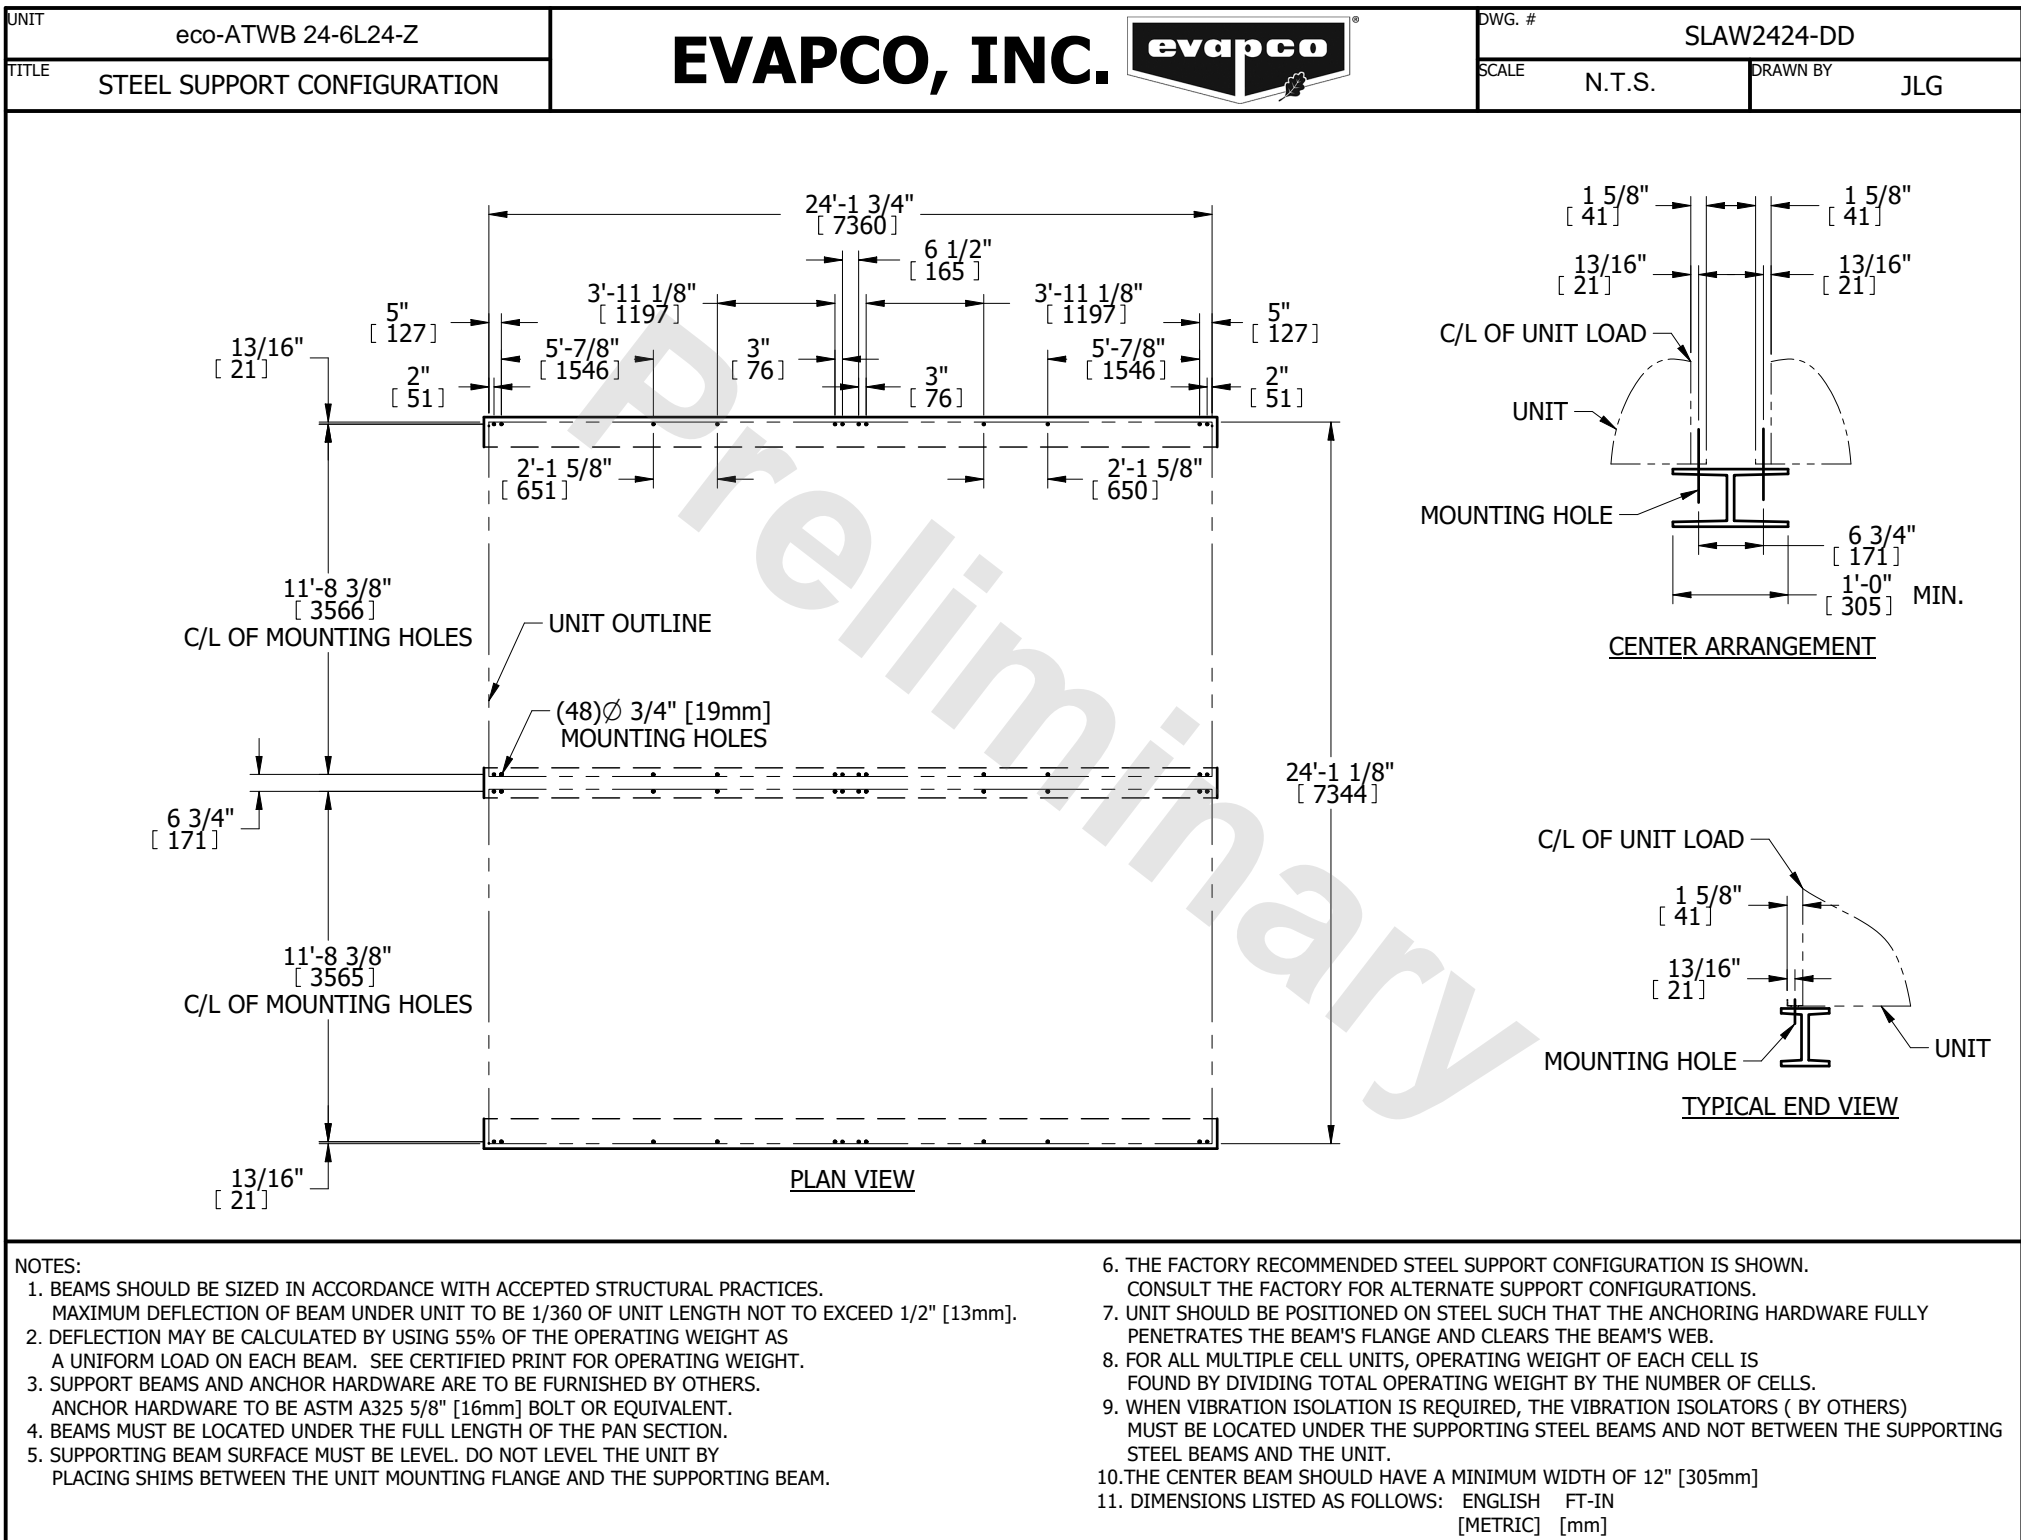 UNIT
eco-ATWB 24-6L24-Z
TITLE
STEEL SUPPORT CONFIGURATION
EVAPCO, INC.
evapco
®
DWG. #
SLAW2424-DD
SCALE
N.T.S.
DRAWN BY
JLG
24'-1 3/4"
[ 7360 ]
6 1/2"
[ 165 ]
3'-11 1/8"
[ 1197 ]
3'-11 1/8"
[ 1197 ]
5"
[ 127 ]
5"
[ 127 ]
13/16"
[ 21 ]
5'-7/8"
[ 1546 ]
3"
[ 76 ]
5'-7/8"
[ 1546 ]
2"
[ 51 ]
3"
[ 76 ]
2"
[ 51 ]
2'-1 5/8"
[ 651 ]
2'-1 5/8"
[ 650 ]
11'-8 3/8"
[ 3566 ]
C/L OF MOUNTING HOLES
UNIT OUTLINE
(48)Ø 3/4" [19mm]
MOUNTING HOLES
6 3/4"
[ 171 ]
24'-1 1/8"
[ 7344 ]
11'-8 3/8"
[ 3565 ]
C/L OF MOUNTING HOLES
13/16"
[ 21 ]
PLAN VIEW
Preliminary
1 5/8"
[ 41 ]
1 5/8"
[ 41 ]
13/16"
[ 21 ]
13/16"
[ 21 ]
C/L OF UNIT LOAD
UNIT
MOUNTING HOLE
6 3/4"
[ 171 ]
1'-0"
[ 305 ] MIN.
CENTER ARRANGEMENT
C/L OF UNIT LOAD
1 5/8"
[ 41 ]
13/16"
[ 21 ]
MOUNTING HOLE
UNIT
TYPICAL END VIEW
NOTES:
1. BEAMS SHOULD BE SIZED IN ACCORDANCE WITH ACCEPTED STRUCTURAL PRACTICES.
MAXIMUM DEFLECTION OF BEAM UNDER UNIT TO BE 1/360 OF UNIT LENGTH NOT TO EXCEED 1/2" [13mm].
2. DEFLECTION MAY BE CALCULATED BY USING 55% OF THE OPERATING WEIGHT AS
A UNIFORM LOAD ON EACH BEAM. SEE CERTIFIED PRINT FOR OPERATING WEIGHT.
3. SUPPORT BEAMS AND ANCHOR HARDWARE ARE TO BE FURNISHED BY OTHERS.
ANCHOR HARDWARE TO BE ASTM A325 5/8" [16mm] BOLT OR EQUIVALENT.
4. BEAMS MUST BE LOCATED UNDER THE FULL LENGTH OF THE PAN SECTION.
5. SUPPORTING BEAM SURFACE MUST BE LEVEL. DO NOT LEVEL THE UNIT BY
PLACING SHIMS BETWEEN THE UNIT MOUNTING FLANGE AND THE SUPPORTING BEAM.
6. THE FACTORY RECOMMENDED STEEL SUPPORT CONFIGURATION IS SHOWN.
CONSULT THE FACTORY FOR ALTERNATE SUPPORT CONFIGURATIONS.
7. UNIT SHOULD BE POSITIONED ON STEEL SUCH THAT THE ANCHORING HARDWARE FULLY
PENETRATES THE BEAM'S FLANGE AND CLEARS THE BEAM'S WEB.
8. FOR ALL MULTIPLE CELL UNITS, OPERATING WEIGHT OF EACH CELL IS
FOUND BY DIVIDING TOTAL OPERATING WEIGHT BY THE NUMBER OF CELLS.
9. WHEN VIBRATION ISOLATION IS REQUIRED, THE VIBRATION ISOLATORS ( BY OTHERS)
MUST BE LOCATED UNDER THE SUPPORTING STEEL BEAMS AND NOT BETWEEN THE SUPPORTING
STEEL BEAMS AND THE UNIT.
10.THE CENTER BEAM SHOULD HAVE A MINIMUM WIDTH OF 12" [305mm]
11. DIMENSIONS LISTED AS FOLLOWS: ENGLISH FT-IN
[METRIC] [mm]